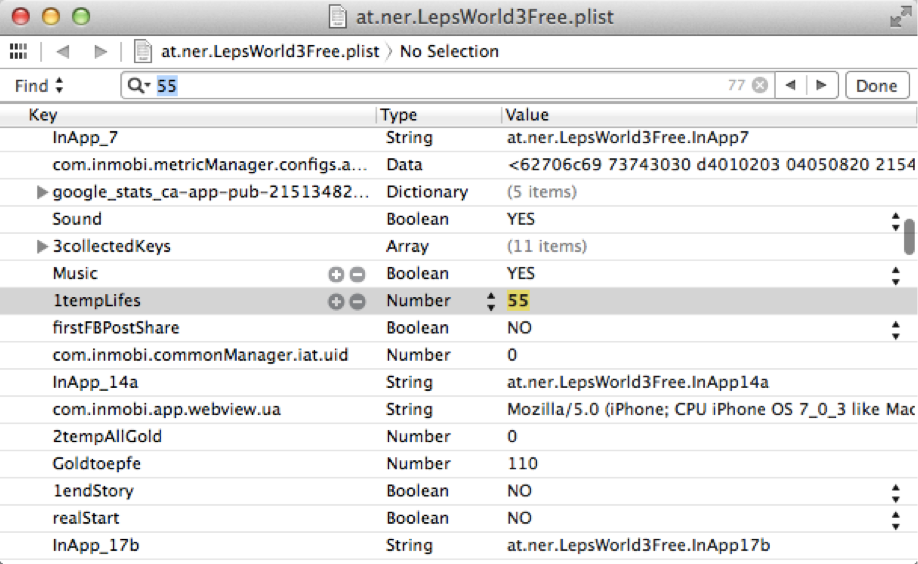 at.ner.LepsWorld3Free.plist
at.ner.LepsWorld3Free.plist No Selection
Find 55 77 Done
Key Type Value
InApp_7 String at.ner.LepsWorld3Free.InApp7
com.inmobi.metricManager.configs.a... Data <62706c69 73743030 d4010203 04050820 2154
google_stats_ca-app-pub-21513482... Dictionary (5 items)
Sound Boolean YES
3collectedKeys Array (11 items)
Music Boolean YES
1tempLifes Number 55
firstFBPostShare Boolean NO
com.inmobi.commonManager.iat.uid Number 0
InApp_14a String at.ner.LepsWorld3Free.InApp14a
com.inmobi.app.webview.ua String Mozilla/5.0 (iPhone; CPU iPhone OS 7_0_3 like Mac
2tempAllGold Number 0
Goldtoepfe Number 110
1endStory Boolean NO
realStart Boolean NO
InApp_17b String at.ner.LepsWorld3Free.InApp17b